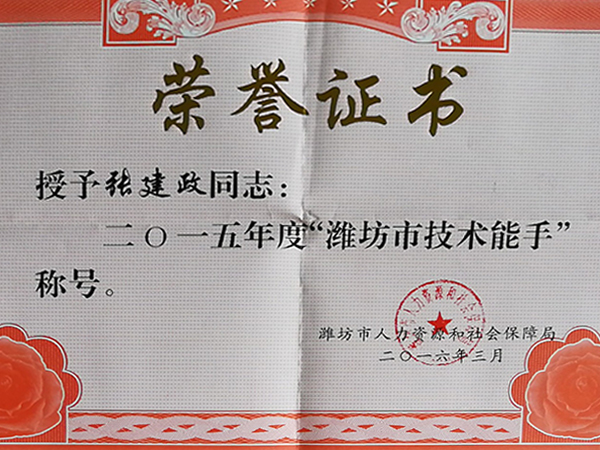 荣誉证书
授予张建政同志：
二〇一五年度“潍坊市技术能手”
称号。
潍坊市人力资源和社会保障局
二〇一六年三月